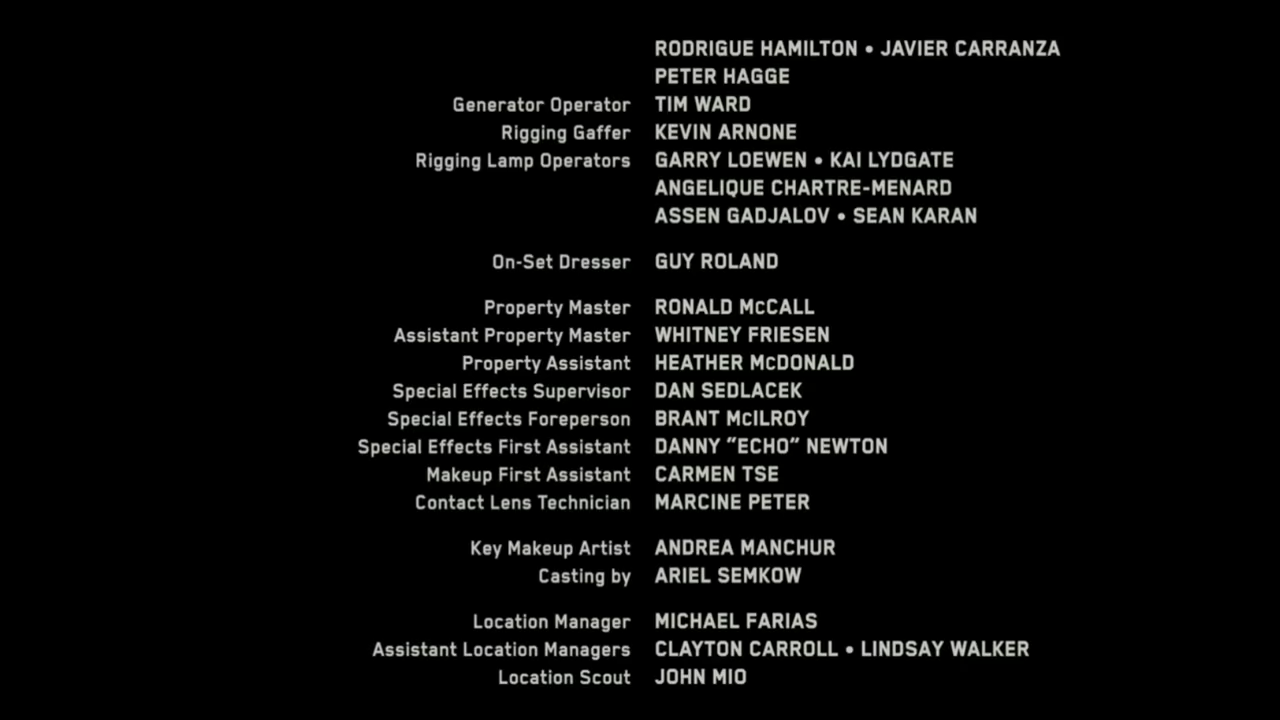 RODRIGUE HAMILTON • JAVIER CARRANZA
PETER HAGGE
Generator Operator TIM WARD
Rigging Gaffer KEVIN ARNONE
Rigging Lamp Operators GARRY LOEWEN • KAI LYDGATE
ANGELIQUE CHARTRE-MENARD
ASSEN GADJALOV • SEAN KARAN
On-Set Dresser GUY ROLAND
Property Master RONALD McCALL
Assistant Property Master WHITNEY FRIESEN
Property Assistant HEATHER McDONALD
Special Effects Supervisor DAN SEDLACEK
Special Effects Foreperson BRANT McILROY
Special Effects First Assistant DANNY “ECHO” NEWTON
Makeup First Assistant CARMEN TSE
Contact Lens Technician MARCINE PETER
Key Makeup Artist ANDREA MANCHUR
Casting by ARIEL SEMKOW
Location Manager MICHAEL FARIAS
Assistant Location Managers CLAYTON CARROLL • LINDSAY WALKER
Location Scout JOHN MIO